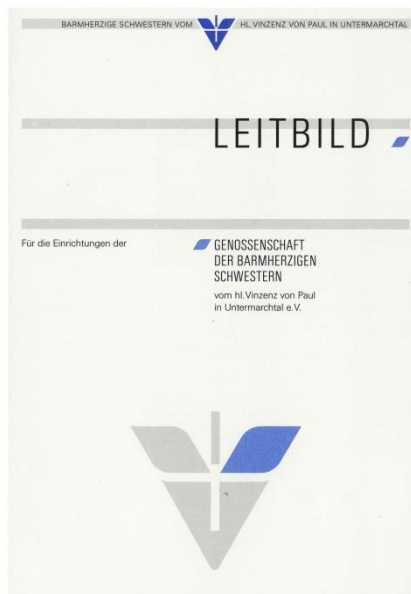 BARMHERZIGE SCHWESTERN VOM HL. VINZENZ VON PAUL IN UNTERMARCHTAL
LEITBILD
Für die Einrichtungen der
GENOSSENSCHAFT
DER BARMHERZIGEN
SCHWESTERN
vom hl. Vinzenz von Paul
in Untermarchtal e.V.